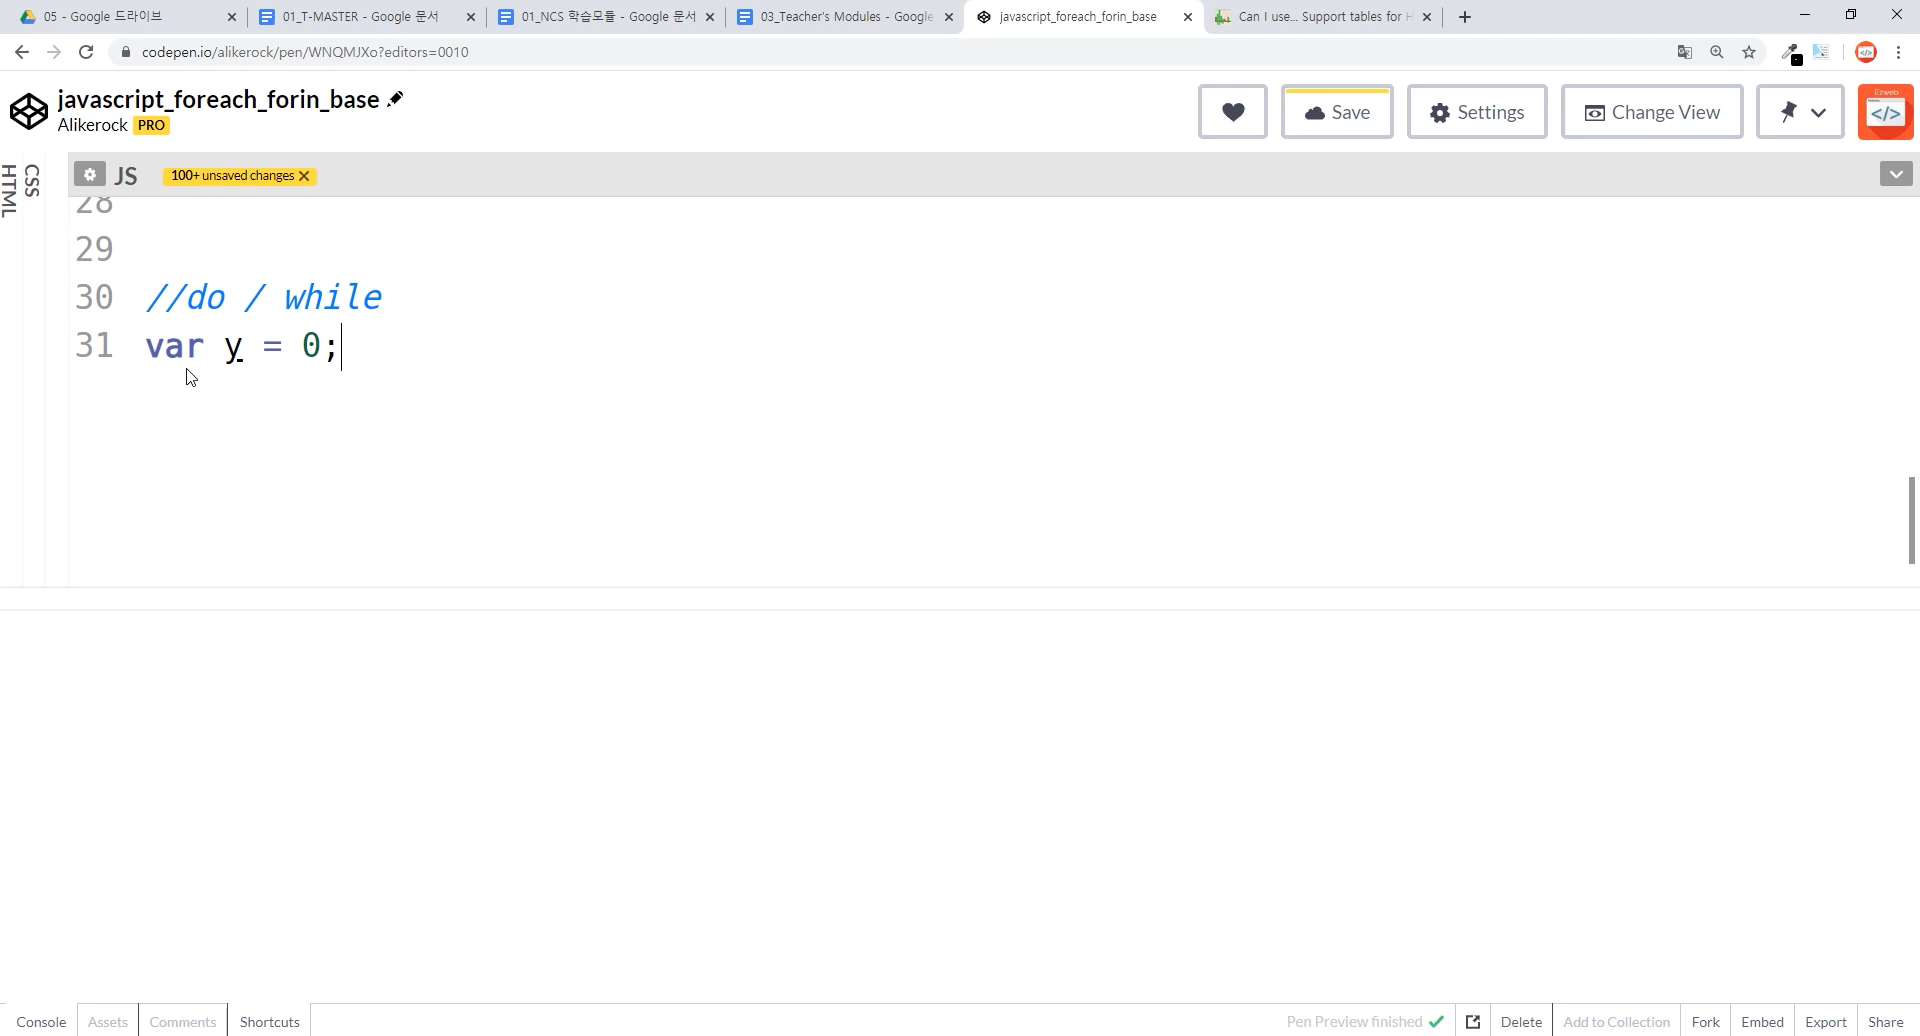 05 - Google 드라이브
01_T-MASTER - Google 문서
01_NCS 학습모듈 - Google 문서
03_Teacher's Modules - Google
javascript_foreach_forin_base
Can I use... Support tables for H
codepen.io/alikerock/pen/WNQMJXo?editors=0010
javascript_foreach_forin_base
Alikerock PRO
Save
Settings
Change View
Ezweb
</>
HTML
CSS
JS
100+ unsaved changes
28
29
30 //do / while
31 var y = 0;
Console
Assets
Comments
Shortcuts
Pen Preview finished
Delete
Add to Collection
Fork
Embed
Export
Share